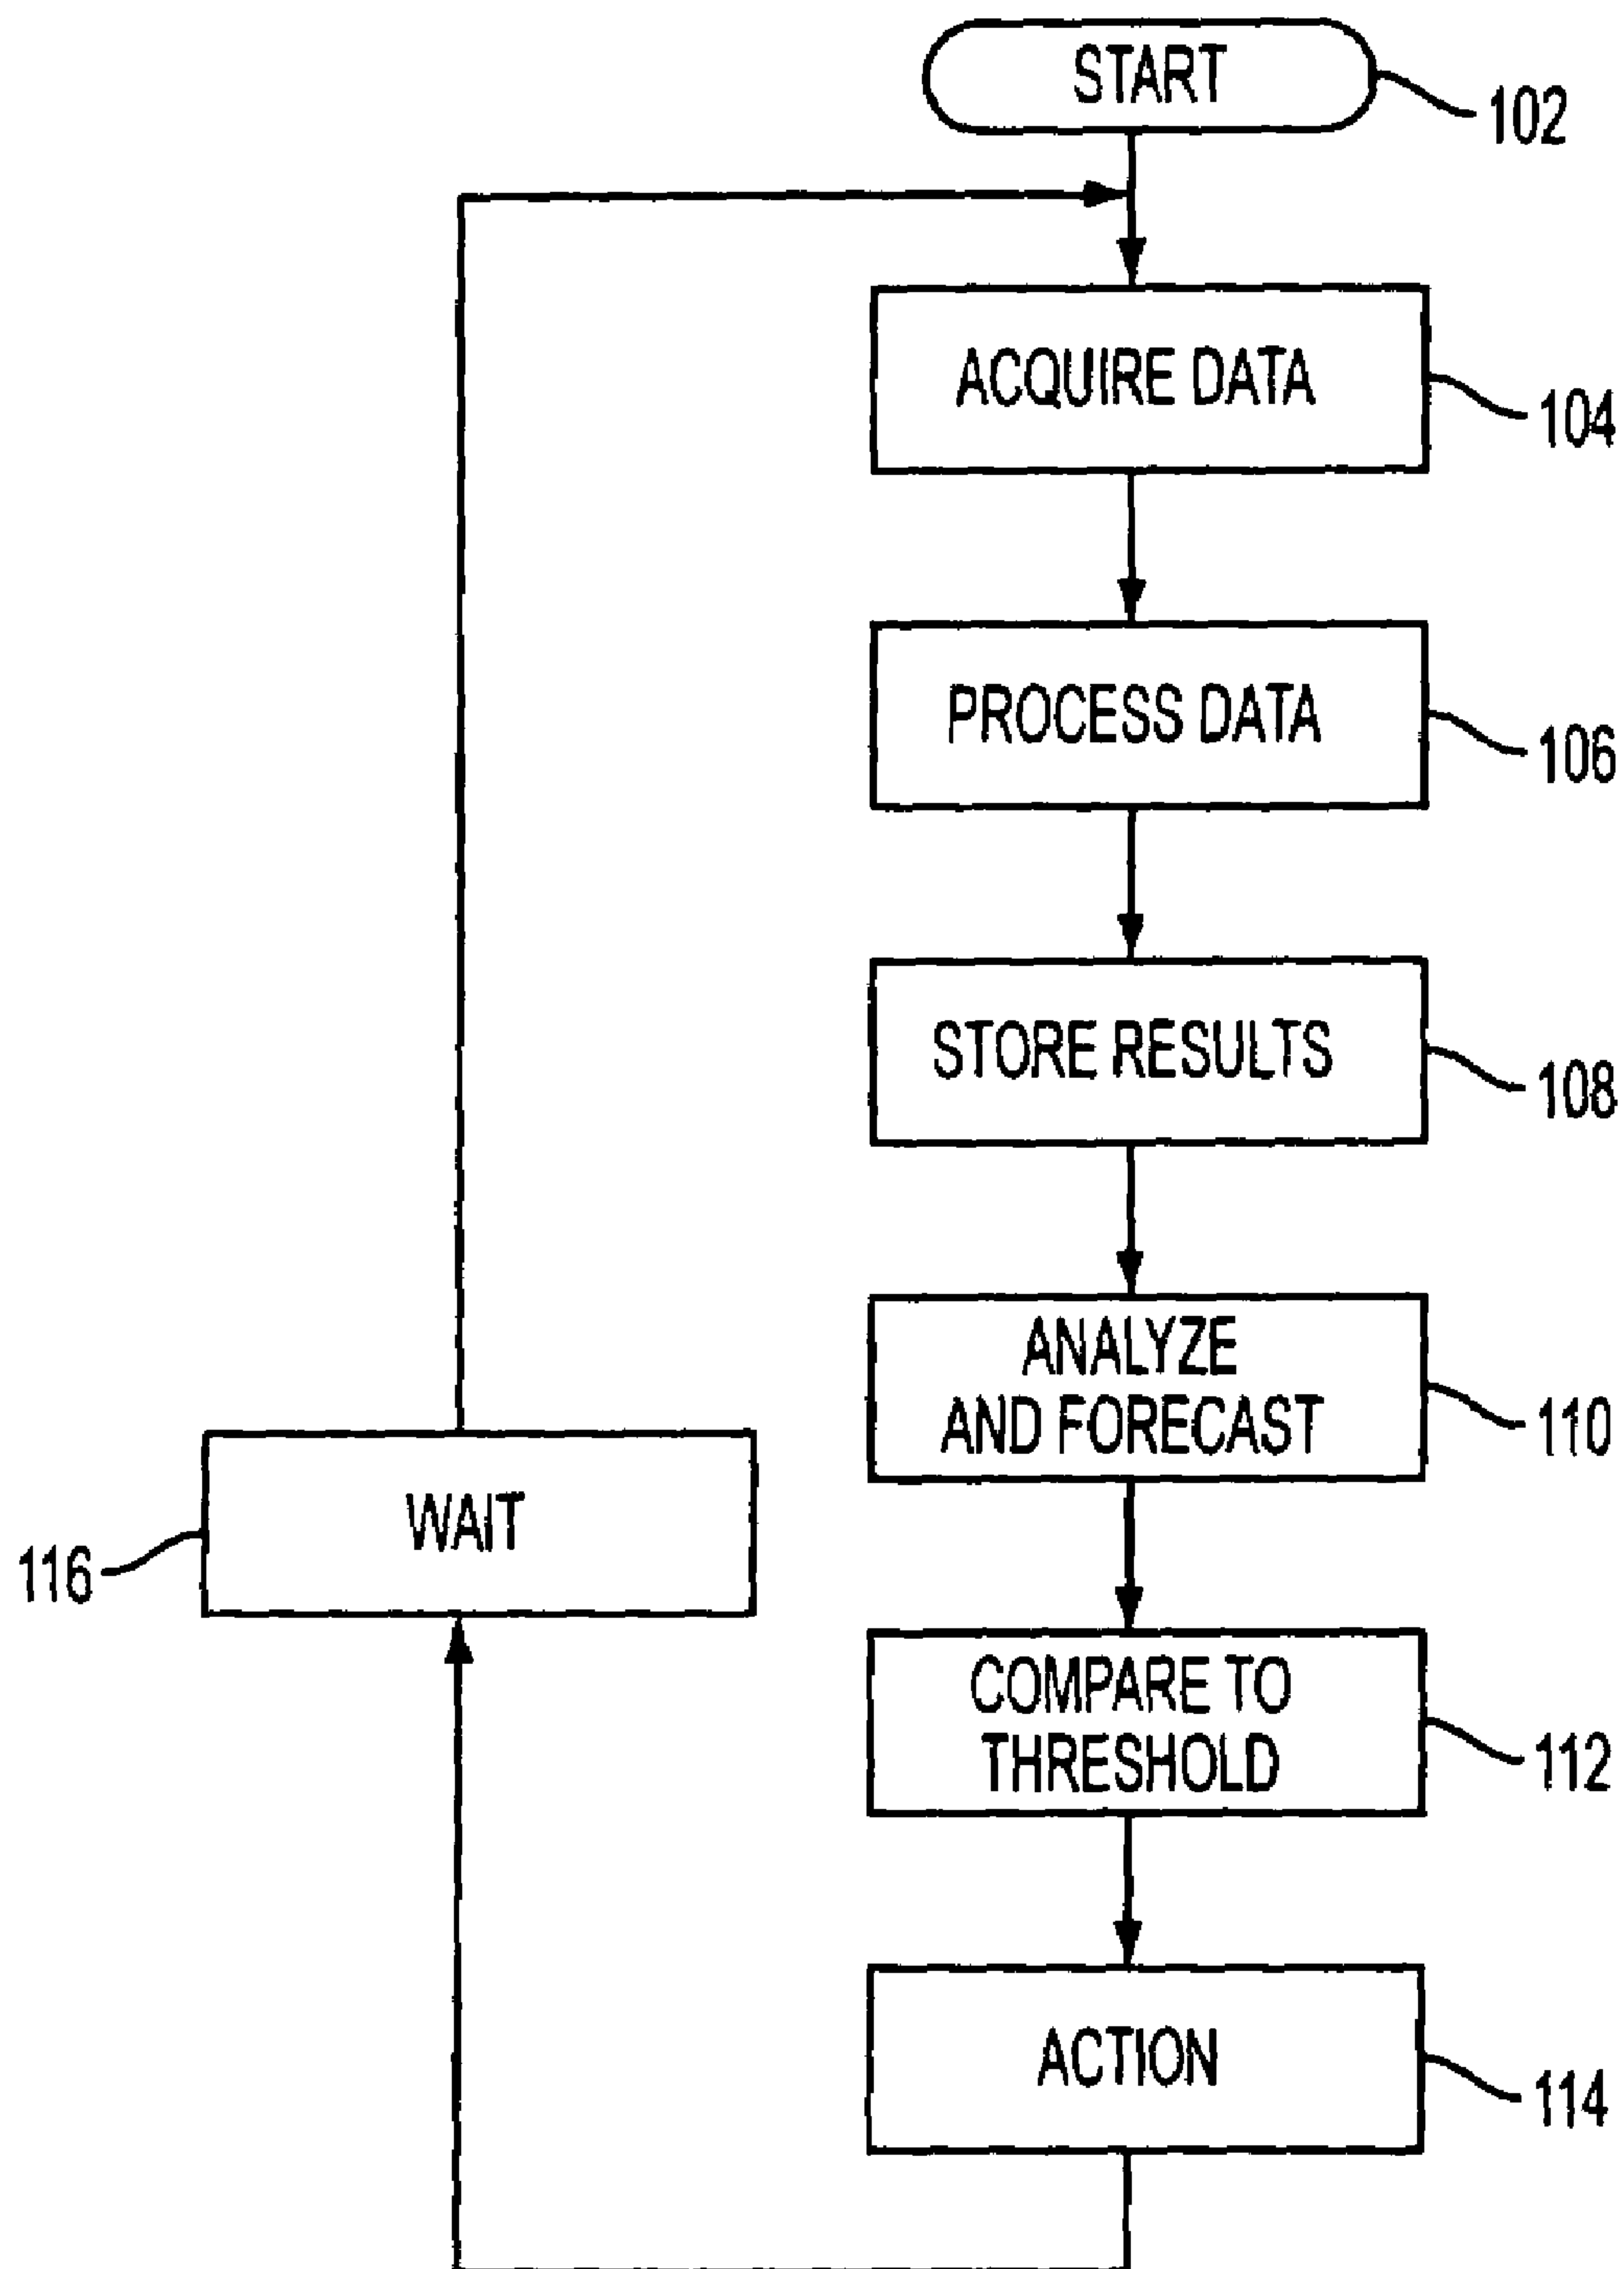 START
102
ACQUIRE DATA
104
PROCESS DATA
106
STORE RESULTS
108
ANALYZE
AND FORECAST
110
WAIT
116
COMPARE TO
THRESHOLD
112
ACTION
114